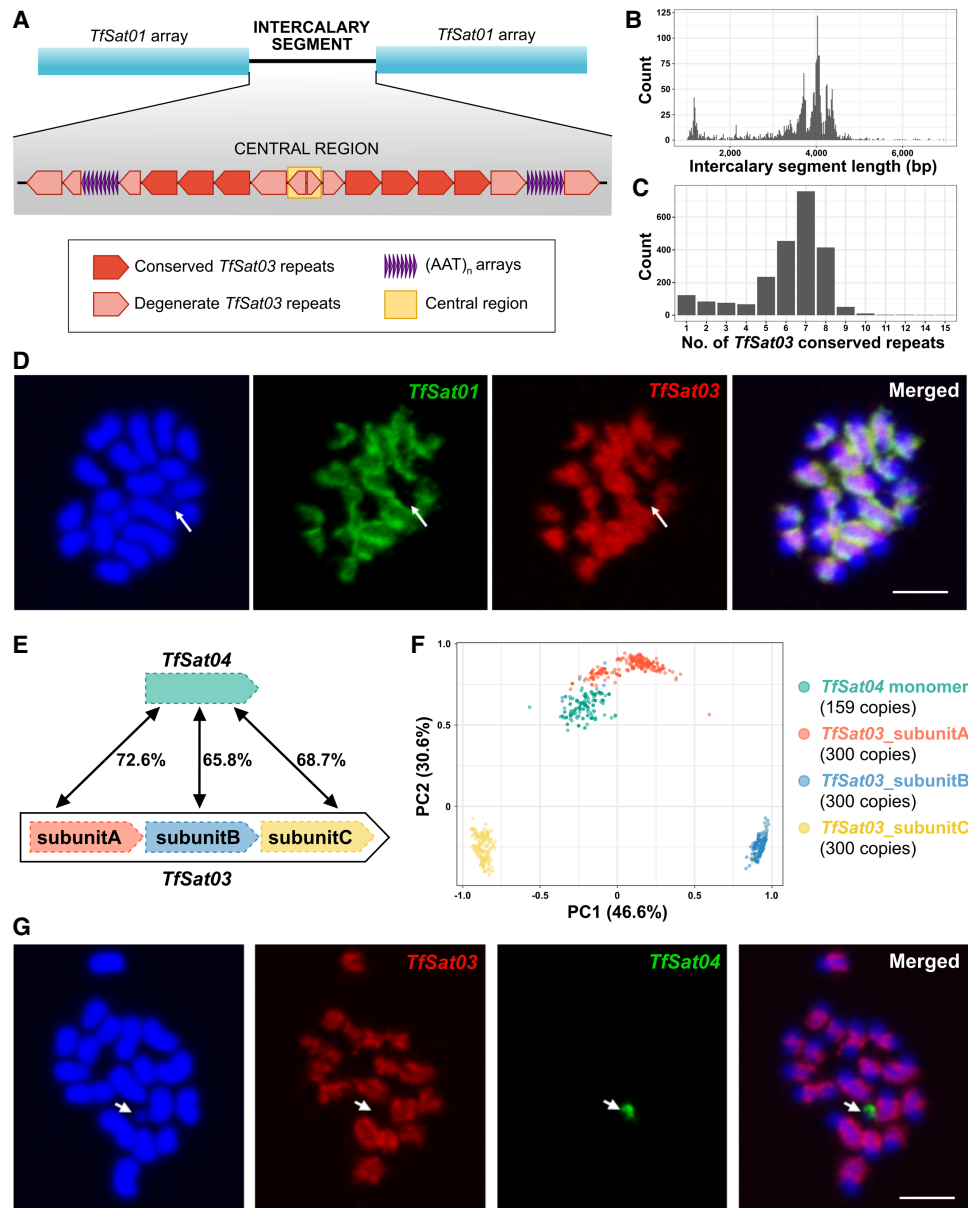 A
TfSat01 array
INTERCALARY
SEGMENT
TfSat01 array
CENTRAL REGION
Conserved TfSat03 repeats
Degenerate TfSat03 repeats
(AAT)n arrays
Central region
B
Count
125
100
75
50
25
0
2,000
4,000
6,000
Intercalary segment length (bp)
C
Count
600
400
200
0
1 2 3 4 5 6 7 8 9 10 11 12 14 15
No. of TfSat03 conserved repeats
D
TfSat01
TfSat03
Merged
E
TfSat04
72.6%
65.8%
68.7%
subunitA
subunitB
subunitC
TfSat03
F
PC2 (30.6%)
1.0
0.5
0
-1.0
-0.5
0
0.5
1.0
PC1 (46.6%)
TfSat04 monomer
(159 copies)
TfSat03_subunitA
(300 copies)
TfSat03_subunitB
(300 copies)
TfSat03_subunitC
(300 copies)
G
TfSat03
TfSat04
Merged